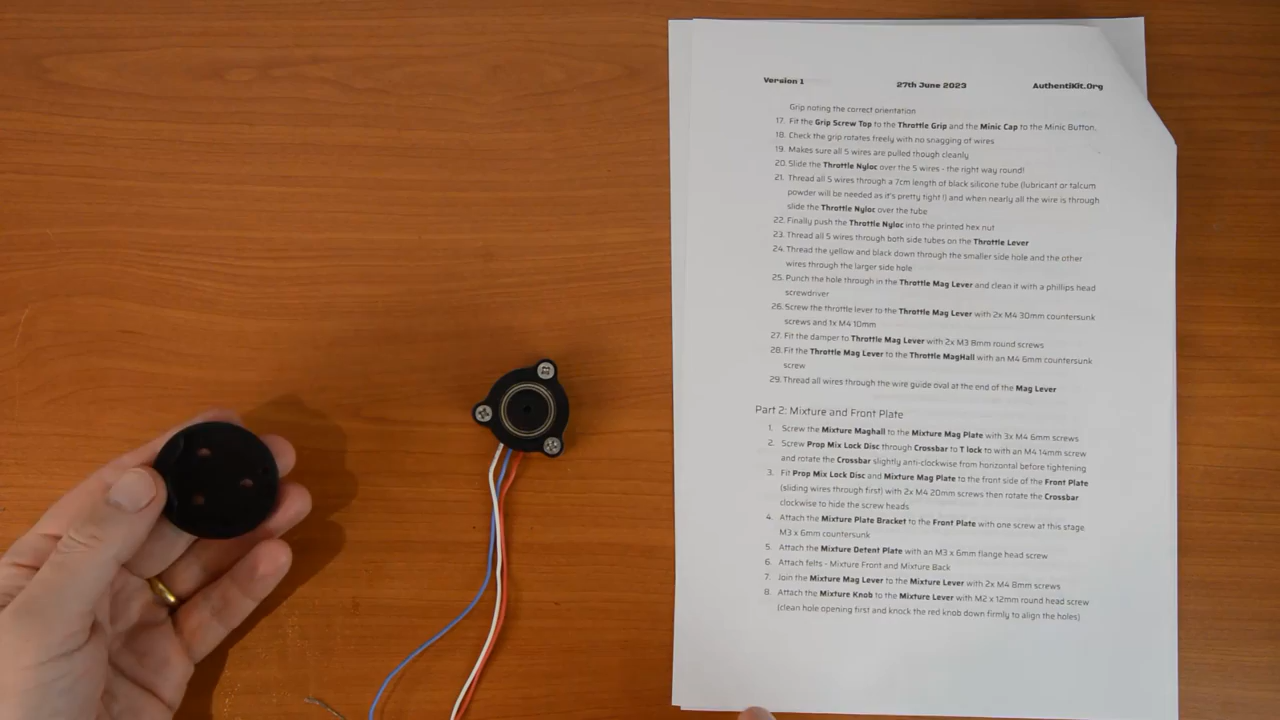 Version 1 27th June 2023 AuthentiKit.Org
Grip noting the correct orientation
17. Fit the Grip Screw Top to the Throttle Grip and the Minic Cap to the Minic Button.
18. Check the grip rotates freely with no snagging of wires
19. Makes sure all 5 wires are pulled though cleanly
20. Slide the Throttle Nyloc over the 5 wires - the right way round!
21. Thread all 5 wires through a 7cm length of black silicone tube (lubricant or talcum
powder will be needed as it's pretty tight !) and when nearly all the wire is through
slide the Throttle Nyloc over the tube
22. Finally push the Throttle Nyloc into the printed hex nut
23. Thread all 5 wires through both side tubes on the Throttle Lever
24. Thread the yellow and black down through the smaller side hole and the other
wires through the larger side hole
25. Punch the hole through in the Throttle Mag Lever and clean it with a phillips head
screwdriver
26. Screw the throttle lever to the Throttle Mag Lever with 2x M4 30mm countersunk
screws and 1x M4 10mm
27. Fit the damper to Throttle Mag Lever with 2x M3 8mm round screws
28. Fit the Throttle Mag Lever to the Throttle MagHall with an M4 6mm countersunk
screw
29. Thread all wires through the wire guide oval at the end of the Mag Lever
Part 2: Mixture and Front Plate
1. Screw the Mixture Maghall to the Mixture Mag Plate with 3x M4 6mm screws
2. Screw Prop Mix Lock Disc through Crossbar to T lock to with an M4 14mm screw
and rotate the Crossbar slightly anti-clockwise from horizontal before tightening
3. Fit Prop Mix Lock Disc and Mixture Mag Plate to the front side of the Front Plate
(sliding wires through first) with 2x M4 20mm screws then rotate the Crossbar
clockwise to hide the screw heads
4. Attach the Mixture Plate Bracket to the Front Plate with one screw at this stage
M3 x 6mm countersunk
5. Attach the Mixture Detent Plate with an M3 x 6mm flange head screw
6. Attach felts - Mixture Front and Mixture Back
7. Join the Mixture Mag Lever to the Mixture Lever with 2x M4 8mm screws
8. Attach the Mixture Knob to the Mixture Lever with M2 x 12mm round head screw
(clean hole opening first and knock the red knob down firmly to align the holes)